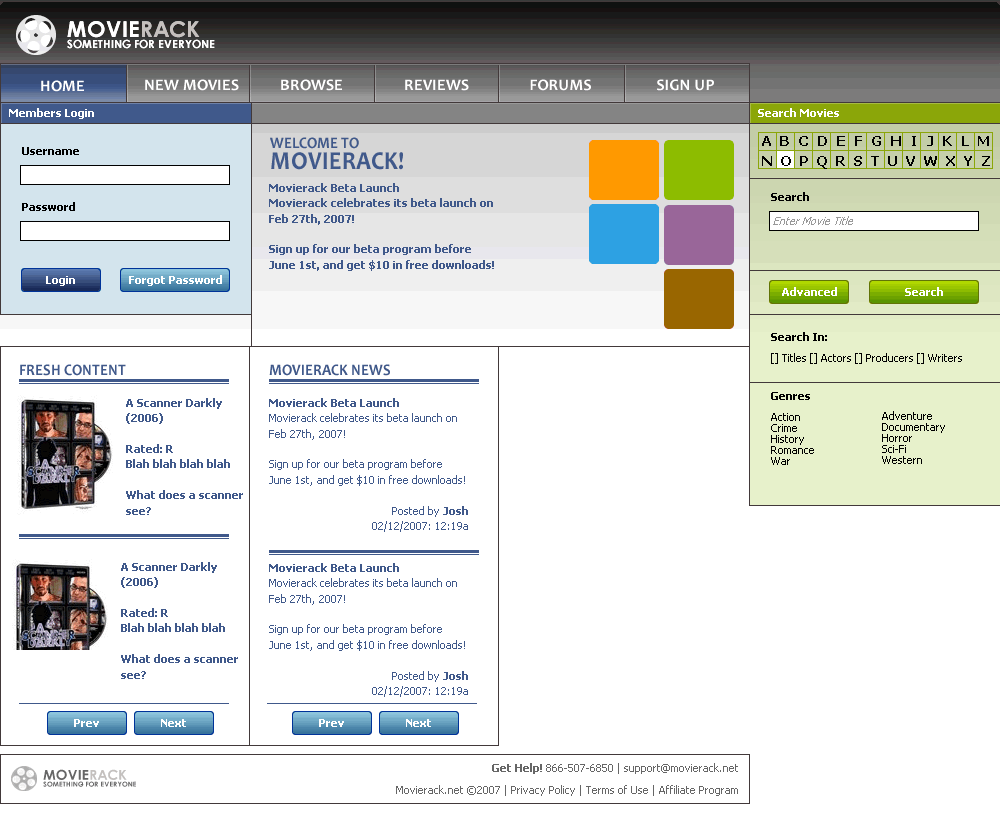 MOVIERACK
SOMETHING FOR EVERYONE
HOME
NEW MOVIES
BROWSE
REVIEWS
FORUMS
SIGN UP
Members Login
Username
Password
Login
Forgot Password
WELCOME TO
MOVIERACK!
Movierack Beta Launch
Movierack celebrates its beta launch on
Feb 27th, 2007!
Sign up for our beta program before
June 1st, and get $10 in free downloads!
Search Movies
A B C D E F G H I J K L M
N O P Q R S T U V W X Y Z
Search
Enter Movie Title
Advanced
Search
Search In:
[] Titles [] Actors [] Producers [] Writers
Genres
Action
Crime
History
Romance
War
Adventure
Documentary
Horror
Sci-Fi
Western
FRESH CONTENT
A Scanner Darkly
(2006)
Rated: R
Blah blah blah blah
What does a scanner
see?
A SCANNER DARKLY
A Scanner Darkly
(2006)
Rated: R
Blah blah blah blah
What does a scanner
see?
A SCANNER DARKLY
Prev
Next
MOVIERACK NEWS
Movierack Beta Launch
Movierack celebrates its beta launch on
Feb 27th, 2007!
Sign up for our beta program before
June 1st, and get $10 in free downloads!
Posted by Josh
02/12/2007: 12:19a
Movierack Beta Launch
Movierack celebrates its beta launch on
Feb 27th, 2007!
Sign up for our beta program before
June 1st, and get $10 in free downloads!
Posted by Josh
02/12/2007: 12:19a
Prev
Next
MOVIERACK
SOMETHING FOR EVERYONE
Get Help! 866-507-6850 | support@movierack.net
Movierack.net ©2007 | Privacy Policy | Terms of Use | Affiliate Program